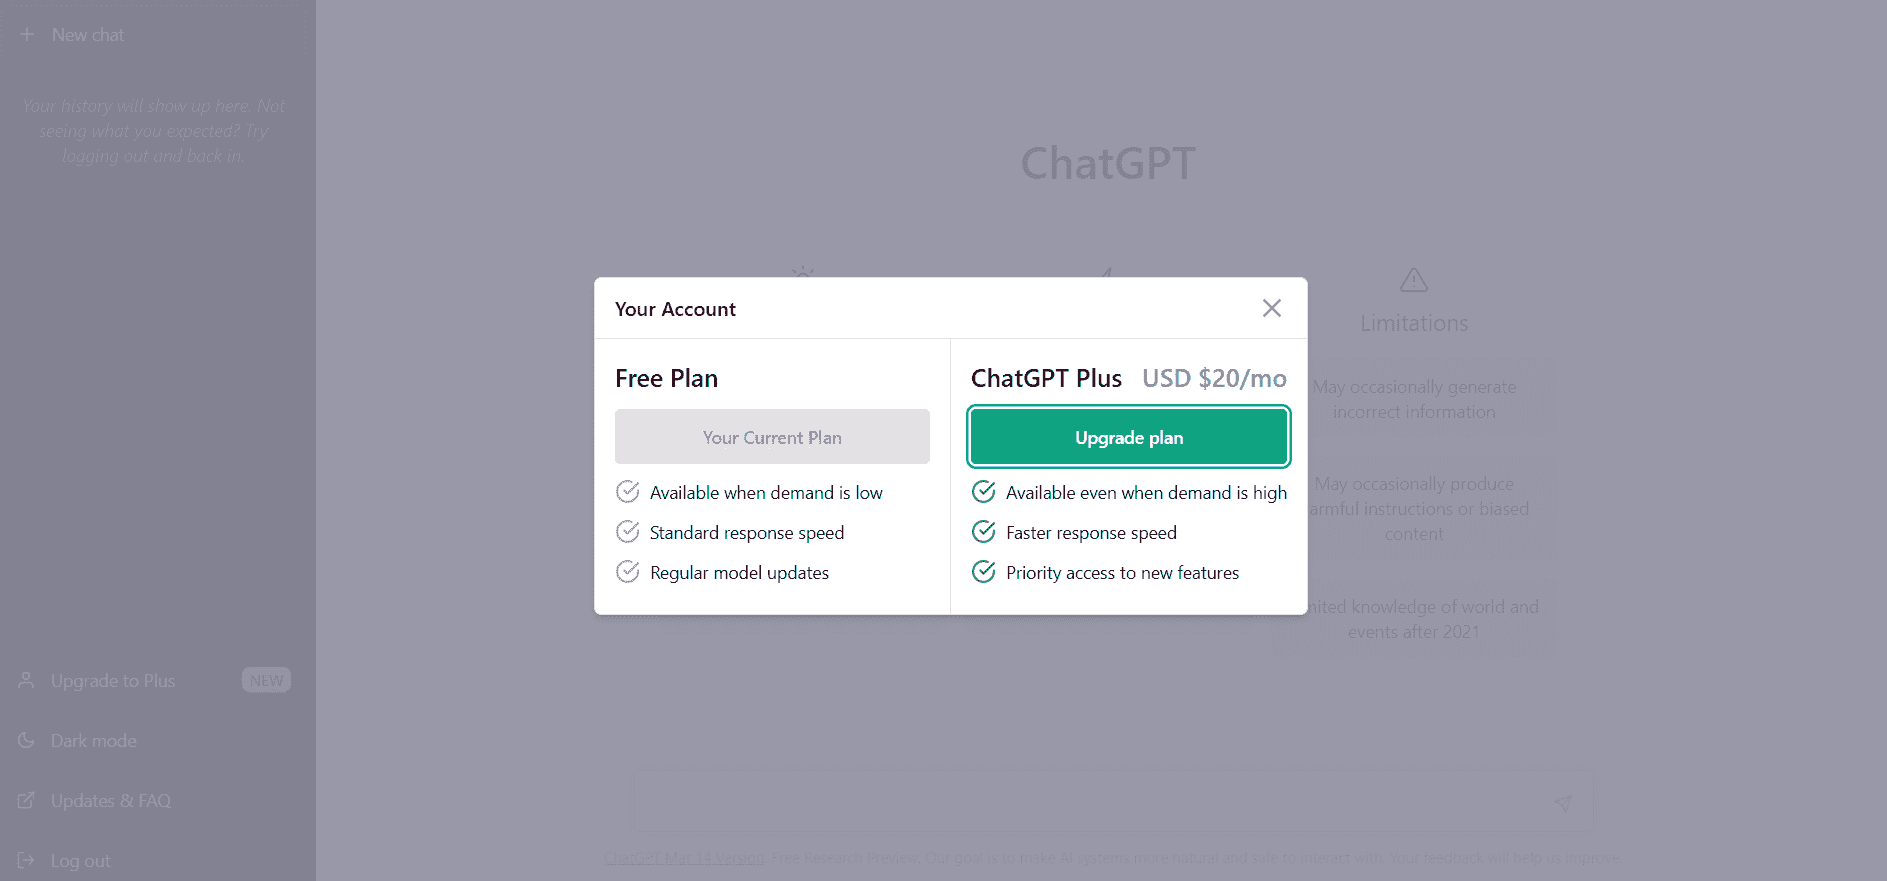 New chat
Your history will show up here. Not
seeing what you expected? Try
logging out and back in.
Upgrade to Plus
NEW
Dark mode
Updates & FAQ
Log out
ChatGPT
Your Account
Free Plan
Your Current Plan
Available when demand is low
Standard response speed
Regular model updates
ChatGPT Plus USD $20/mo
Upgrade plan
Available even when demand is high
Faster response speed
Priority access to new features
Limitations
May occasionally generate
incorrect information
May occasionally produce
instructions or biased
content
knowledge of world and
events after 2021
ChatGPT Mar 14 Version. Free Research Preview. Our goal is to make AI systems more natural and safe to interact with. Your feedback will help us improve.